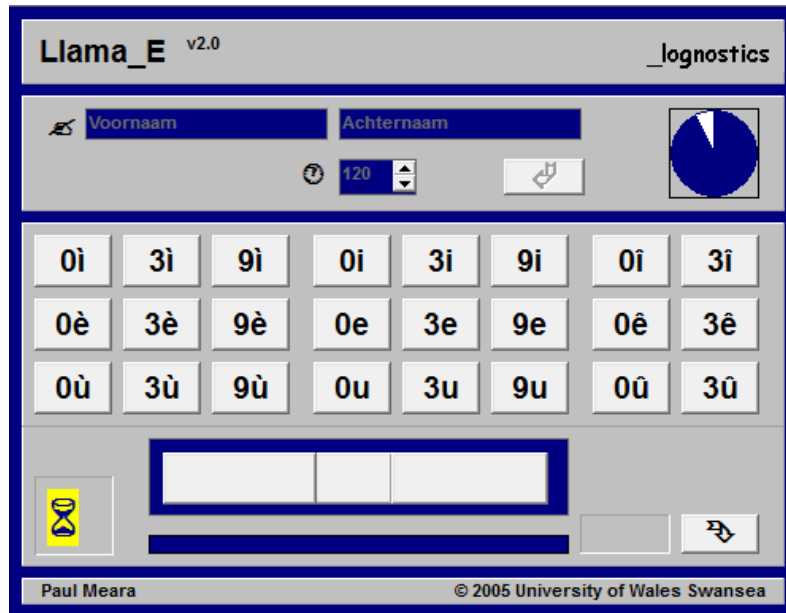 Llama_E v2.0 _lognostics
Voornaam Achternaam
120
0ì 3ì 9ì 0i 3i 9i 0î 3î
0è 3è 9è 0e 3e 9e 0ê 3ê
0ù 3ù 9ù 0u 3u 9u 0û 3û
Paul Meara © 2005 University of Wales Swansea